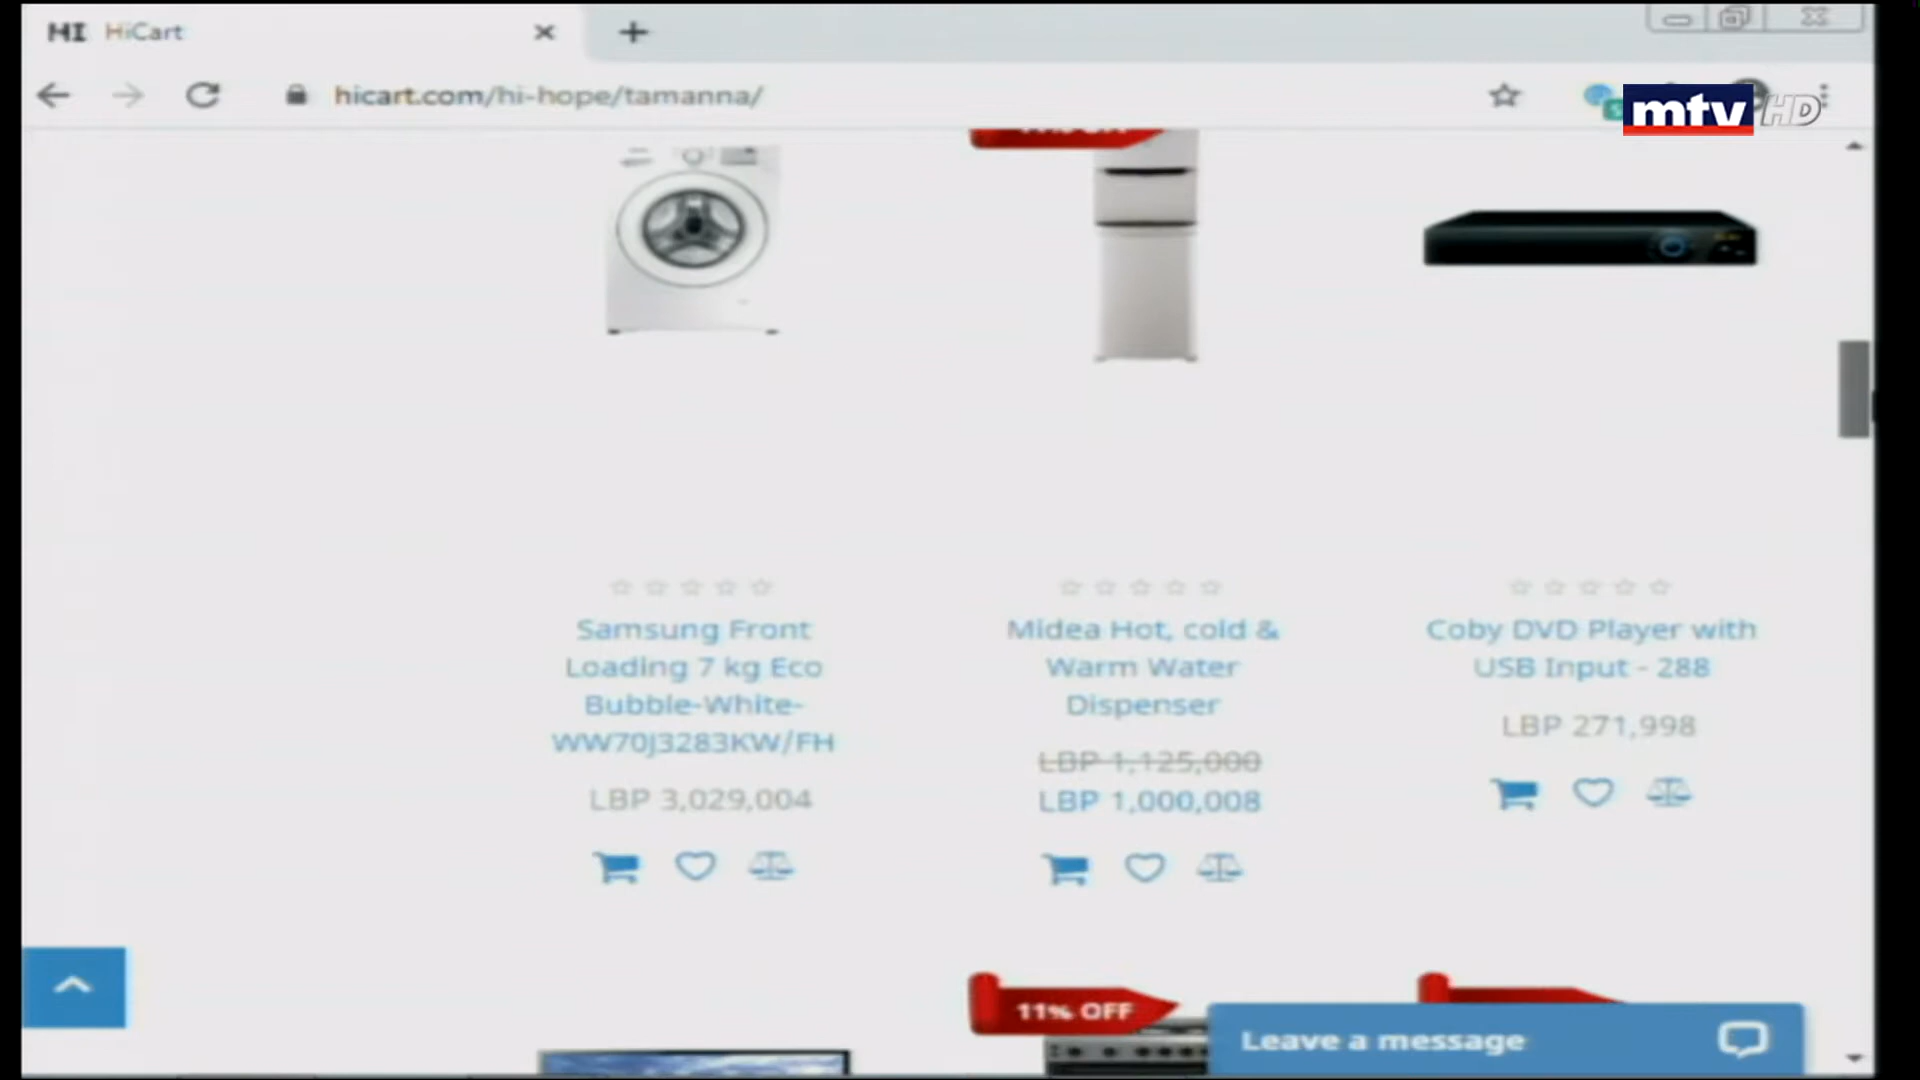 HI HiCart
hicart.com/hi-hope/tamanna/
mtv HD
Samsung Front
Loading 7 kg Eco
Bubble-White-
WW70J3283KW/FH
LBP 3,029,004
Midea Hot, cold &
Warm Water
Dispenser
LBP 1,125,000
LBP 1,000,008
Coby DVD Player with
USB Input - 288
LBP 271,998
11% OFF
Leave a message